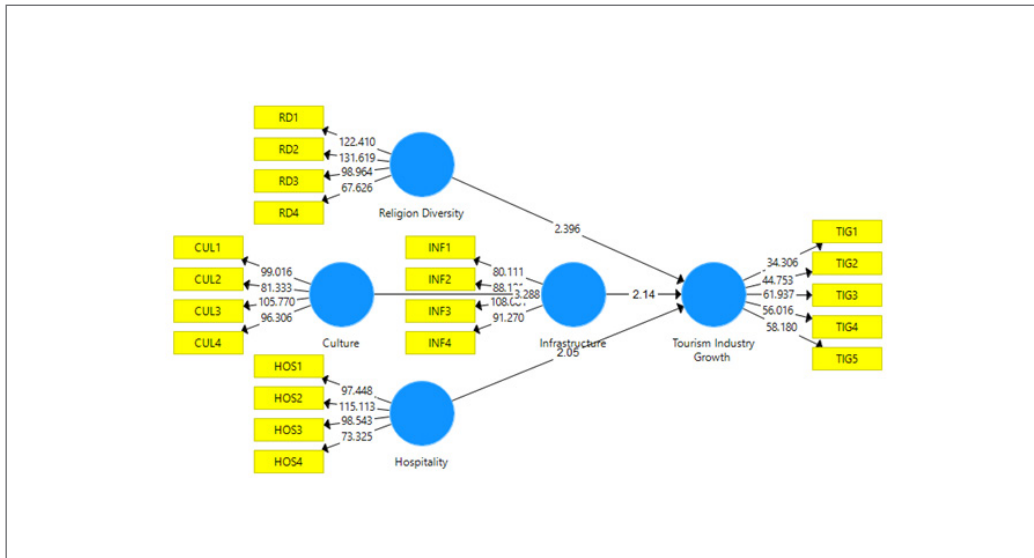 RD1
122.410
RD2
131.619
RD3
98.964
RD4
67.626
Religion Diversity
2.396
CUL1
99.016
CUL2
81.333
CUL3
105.770
CUL4
96.306
Culture
3.288
INF1
80.111
INF2
INF3
INF4
91.270
Infrastructure
2.14
HOS1
97.448
HOS2
115.113
HOS3
98.543
HOS4
73.325
Hospitality
2.05
TIG1
34.306
TIG2
44.753
TIG3
61.937
TIG4
56.016
TIG5
58.180
Tourism Industry
Growth